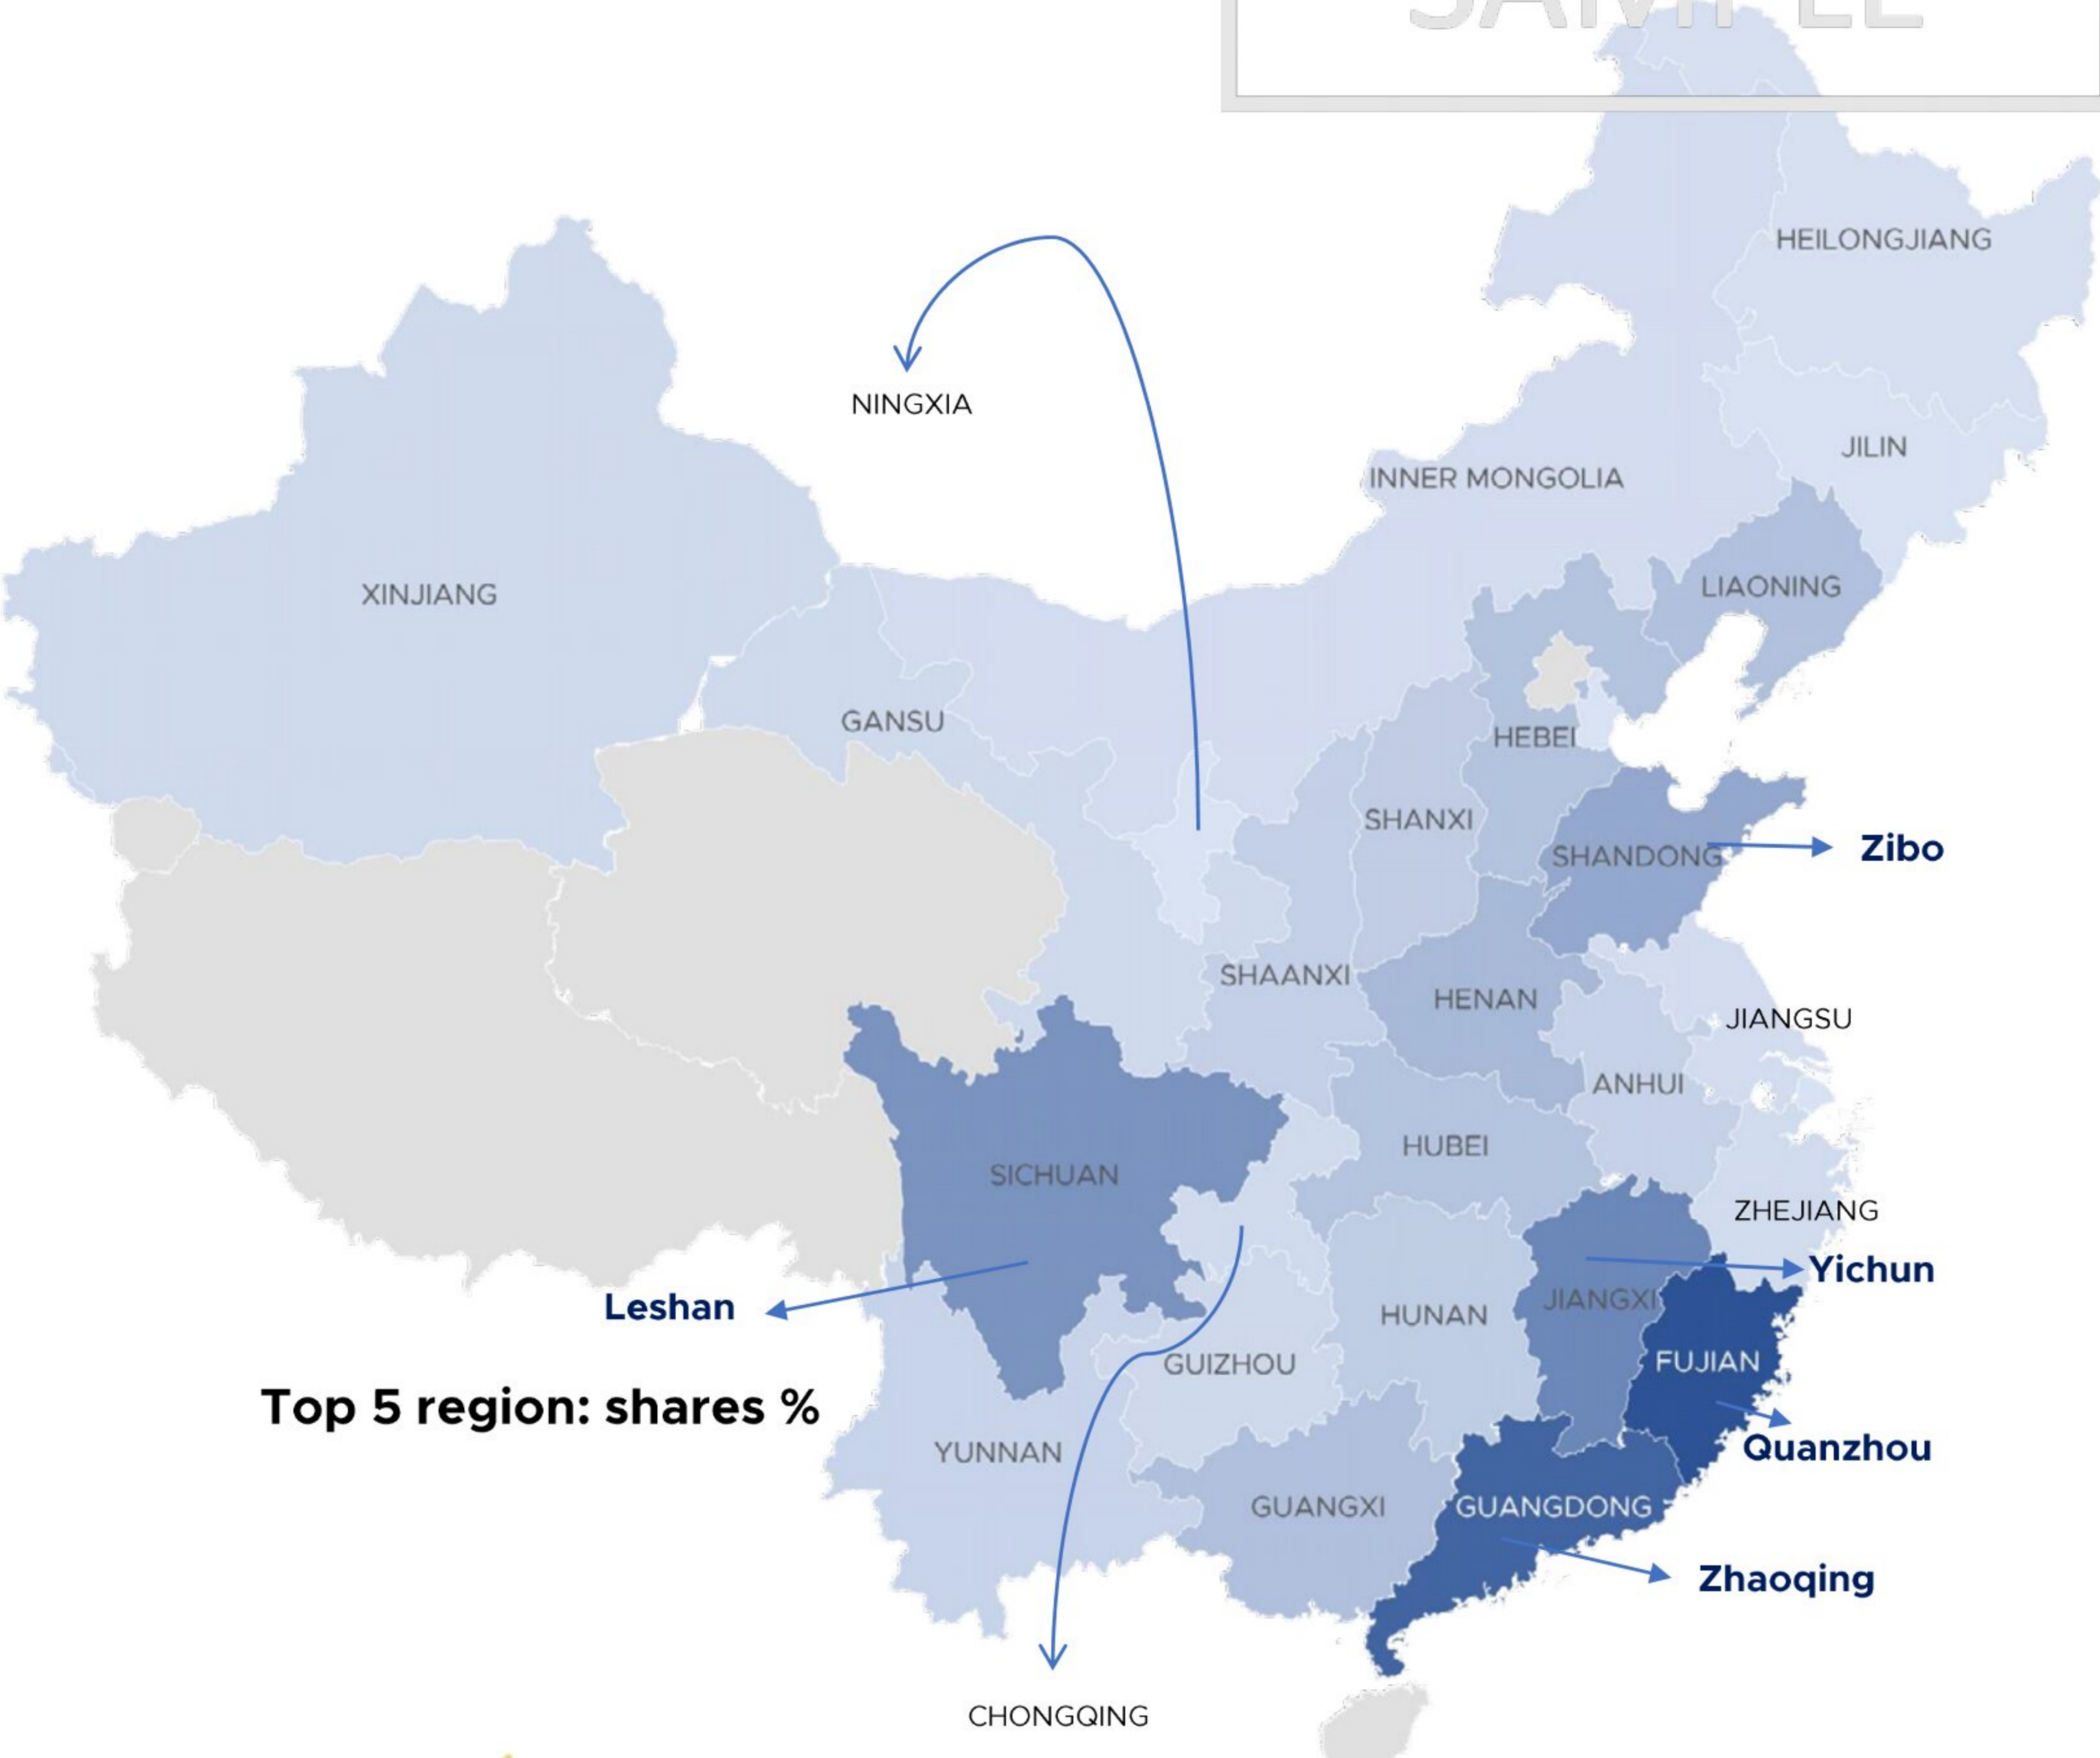 SAMPLE
HEILONGJIANG
NINGXIA
JILIN
INNER MONGOLIA
LIAONING
XINJIANG
GANSU
HEBEI
SHANXI
SHANDONG
Zibo
SHAANXI
HENAN
JIANGSU
ANHUI
HUBEI
SICHUAN
ZHEJIANG
Yichun
Leshan
JIANGXI
HUNAN
GUIZHOU
FUJIAN
Top 5 region: shares %
Quanzhou
YUNNAN
GUANGXI
GUANGDONG
Zhaoqing
CHONGQING